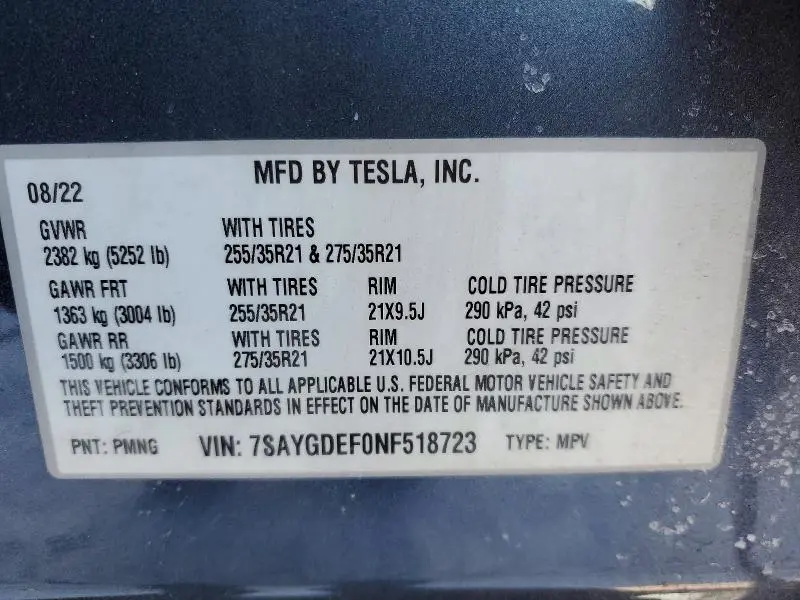 MFD BY TESLA, INC.
08/22
GVWR WITH TIRES
2382 kg (5252 lb) 255/35R21 & 275/35R21
GAWR FRT WITH TIRES RIM COLD TIRE PRESSURE
1363 kg (3004 lb) 255/35R21 21X9.5J 290 kPa, 42 psi
GAWR RR WITH TIRES RIM COLD TIRE PRESSURE
1500 kg (3306 lb) 275/35R21 21X10.5J 290 kPa, 42 psi
THIS VEHICLE CONFORMS TO ALL APPLICABLE U.S. FEDERAL MOTOR VEHICLE SAFETY AND
THEFT PREVENTION STANDARDS IN EFFECT ON THE DATE OF MANUFACTURE SHOWN ABOVE.
PNT: PMNG VIN: 7SAYGDEF0NF518723 TYPE: MPV